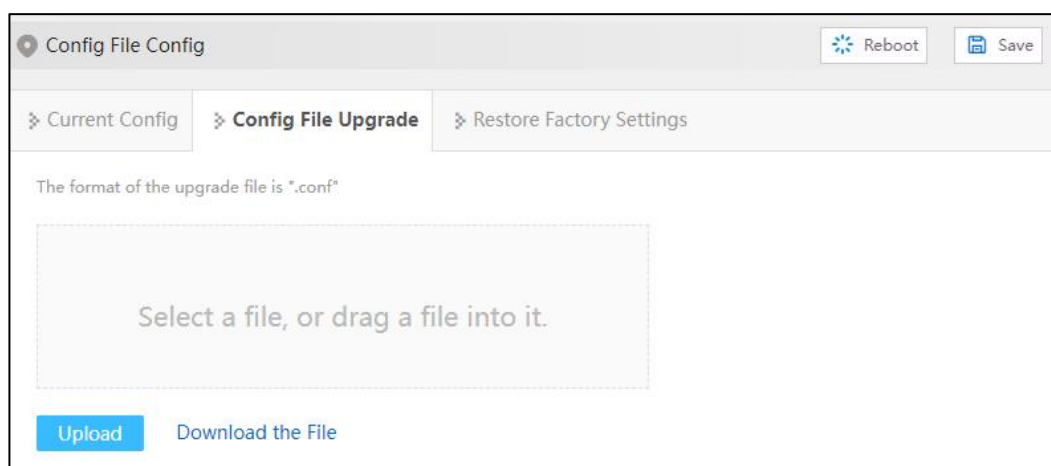 Config File Config
Reboot
Save
Current Config
Config File Upgrade
Restore Factory Settings
The format of the upgrade file is ".conf"
Select a file, or drag a file into it.
Upload
Download the File